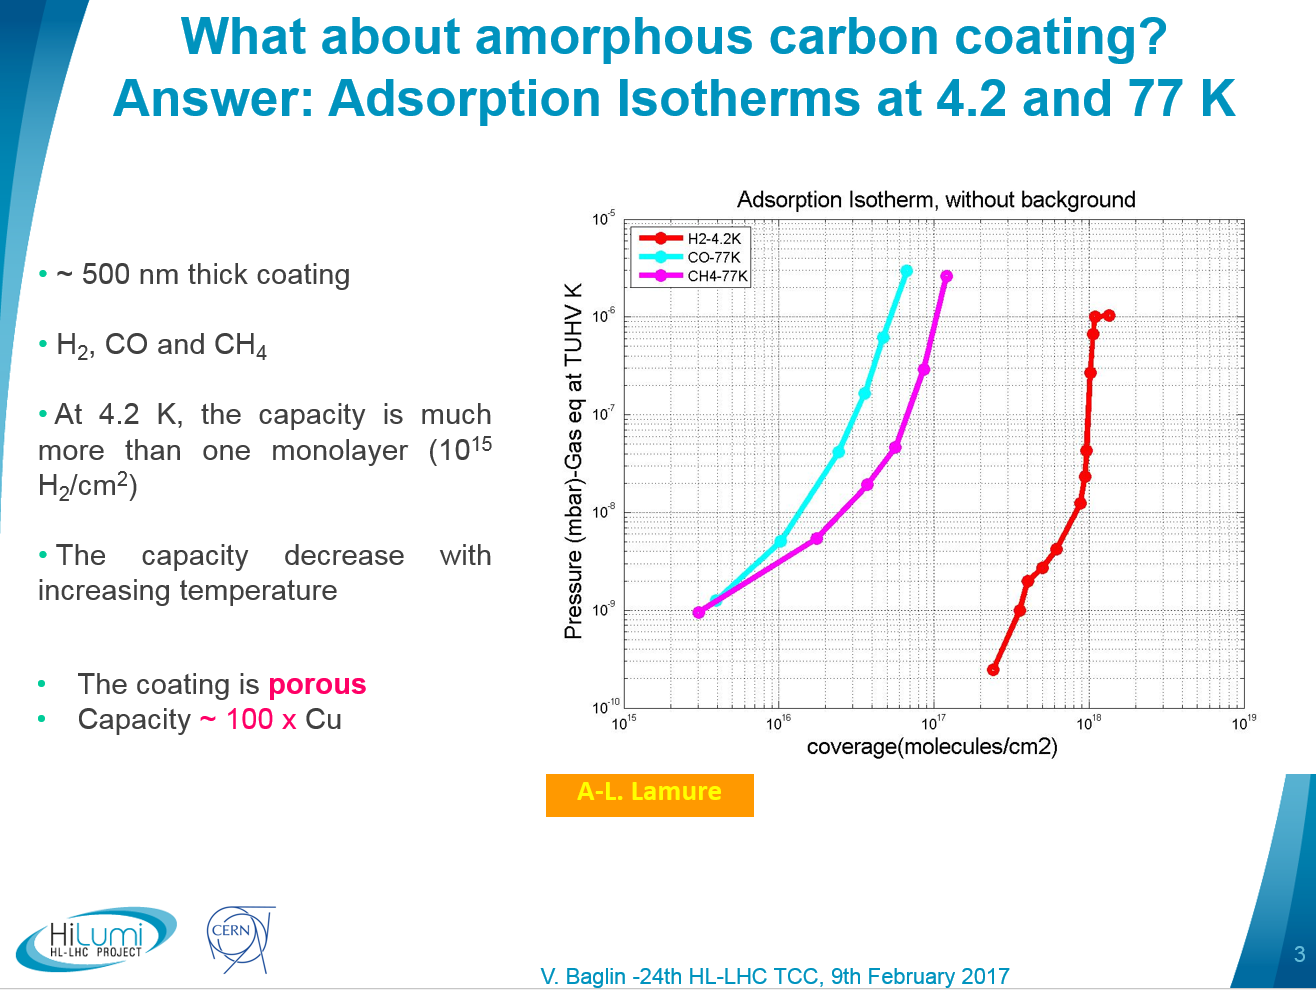 What about amorphous carbon coating?
Answer: Adsorption Isotherms at 4.2 and 77 K
• ~ 500 nm thick coating
• H₂, CO and CH₄
• At 4.2 K, the capacity is much
more than one monolayer (10¹⁵
H₂/cm²)
• The capacity decrease with
increasing temperature
• The coating is porous
• Capacity ~ 100 x Cu
Adsorption Isotherm, without background
H2-4.2K
CO-77K
CH4-77K
Pressure (mbar)-Gas eq at TUHV K
10⁻⁵
10⁻⁶
10⁻⁷
10⁻⁸
10⁻⁹
10⁻¹⁰
10¹⁵ 10¹⁶ 10¹⁷ 10¹⁸ 10¹⁹
coverage(molecules/cm2)
A-L. Lamure
HiLumi
HL-LHC PROJECT
CERN
V. Baglin -24th HL-LHC TCC, 9th February 2017
3